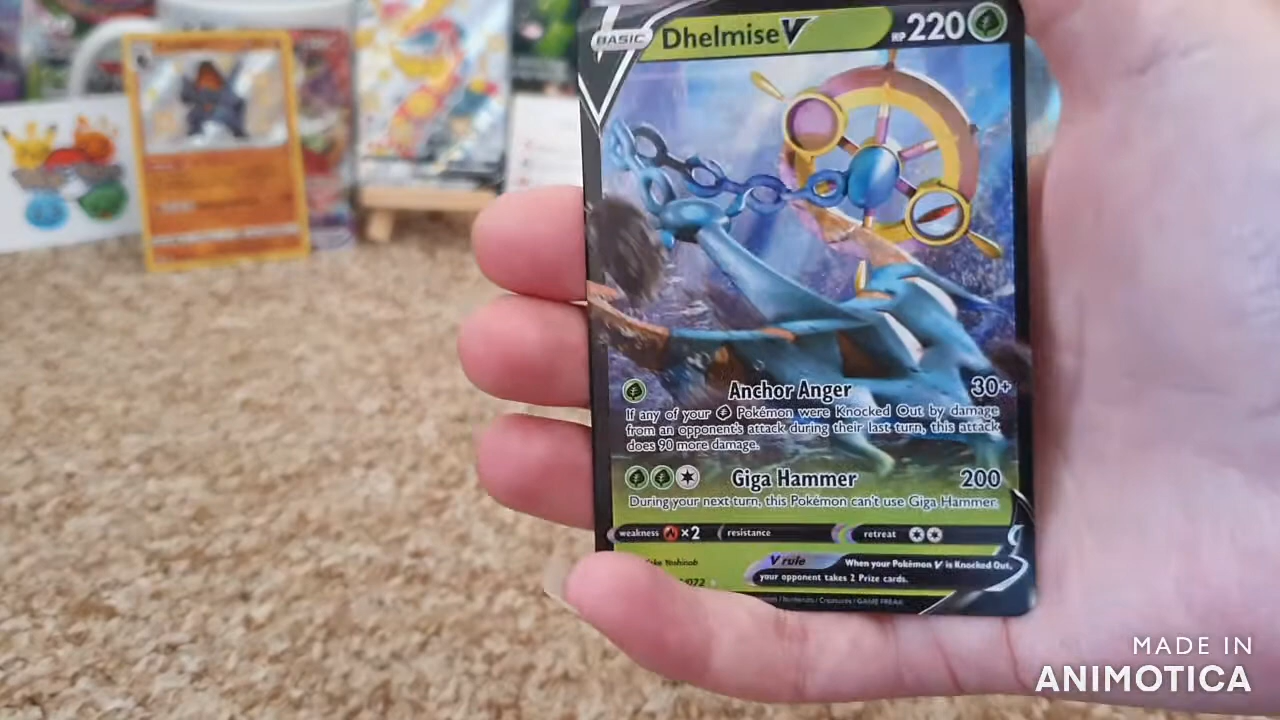 BASIC Dhelmise V HP 220
Anchor Anger 30+
If any of your Pokémon were Knocked Out by damage
from an opponent's attack during their last turn, this attack
does 90 more damage.
Giga Hammer 200
During your next turn, this Pokémon can't use Giga Hammer.
weakness ×2 resistance retreat
V rule When your Pokémon V is Knocked Out,
your opponent takes 2 Prize cards.
/072
/ Nintendo / Creatures / GAME FREAK
MADE IN
ANIMOTICA